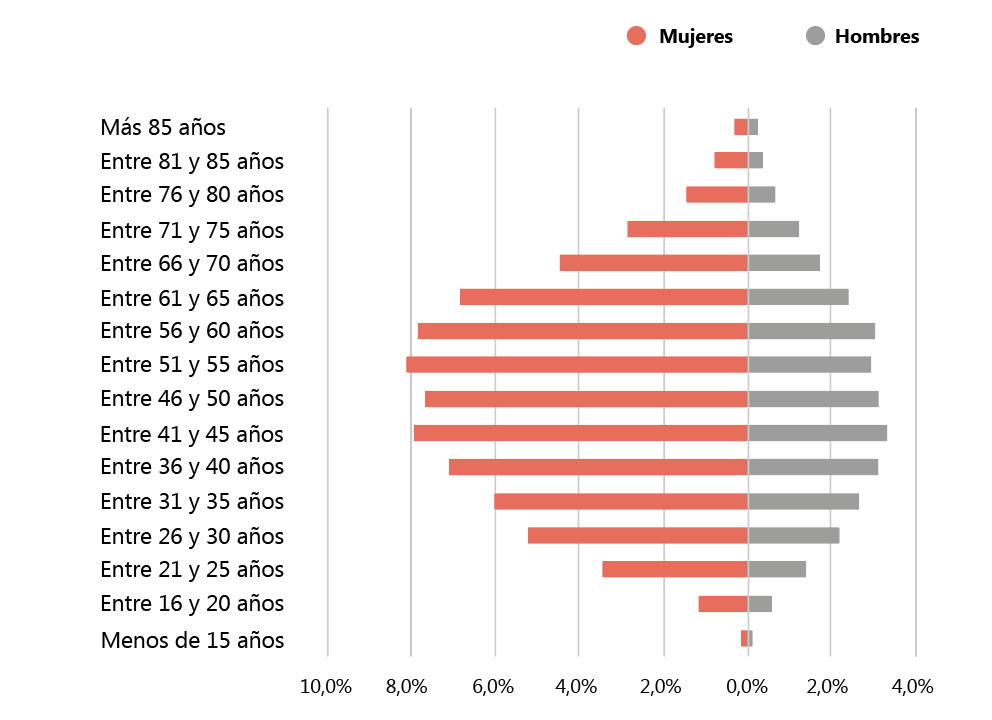 Mujeres Hombres
Más 85 años
Entre 81 y 85 años
Entre 76 y 80 años
Entre 71 y 75 años
Entre 66 y 70 años
Entre 61 y 65 años
Entre 56 y 60 años
Entre 51 y 55 años
Entre 46 y 50 años
Entre 41 y 45 años
Entre 36 y 40 años
Entre 31 y 35 años
Entre 26 y 30 años
Entre 21 y 25 años
Entre 16 y 20 años
Menos de 15 años
10,0% 8,0% 6,0% 4,0% 2,0% 0,0% 2,0% 4,0%